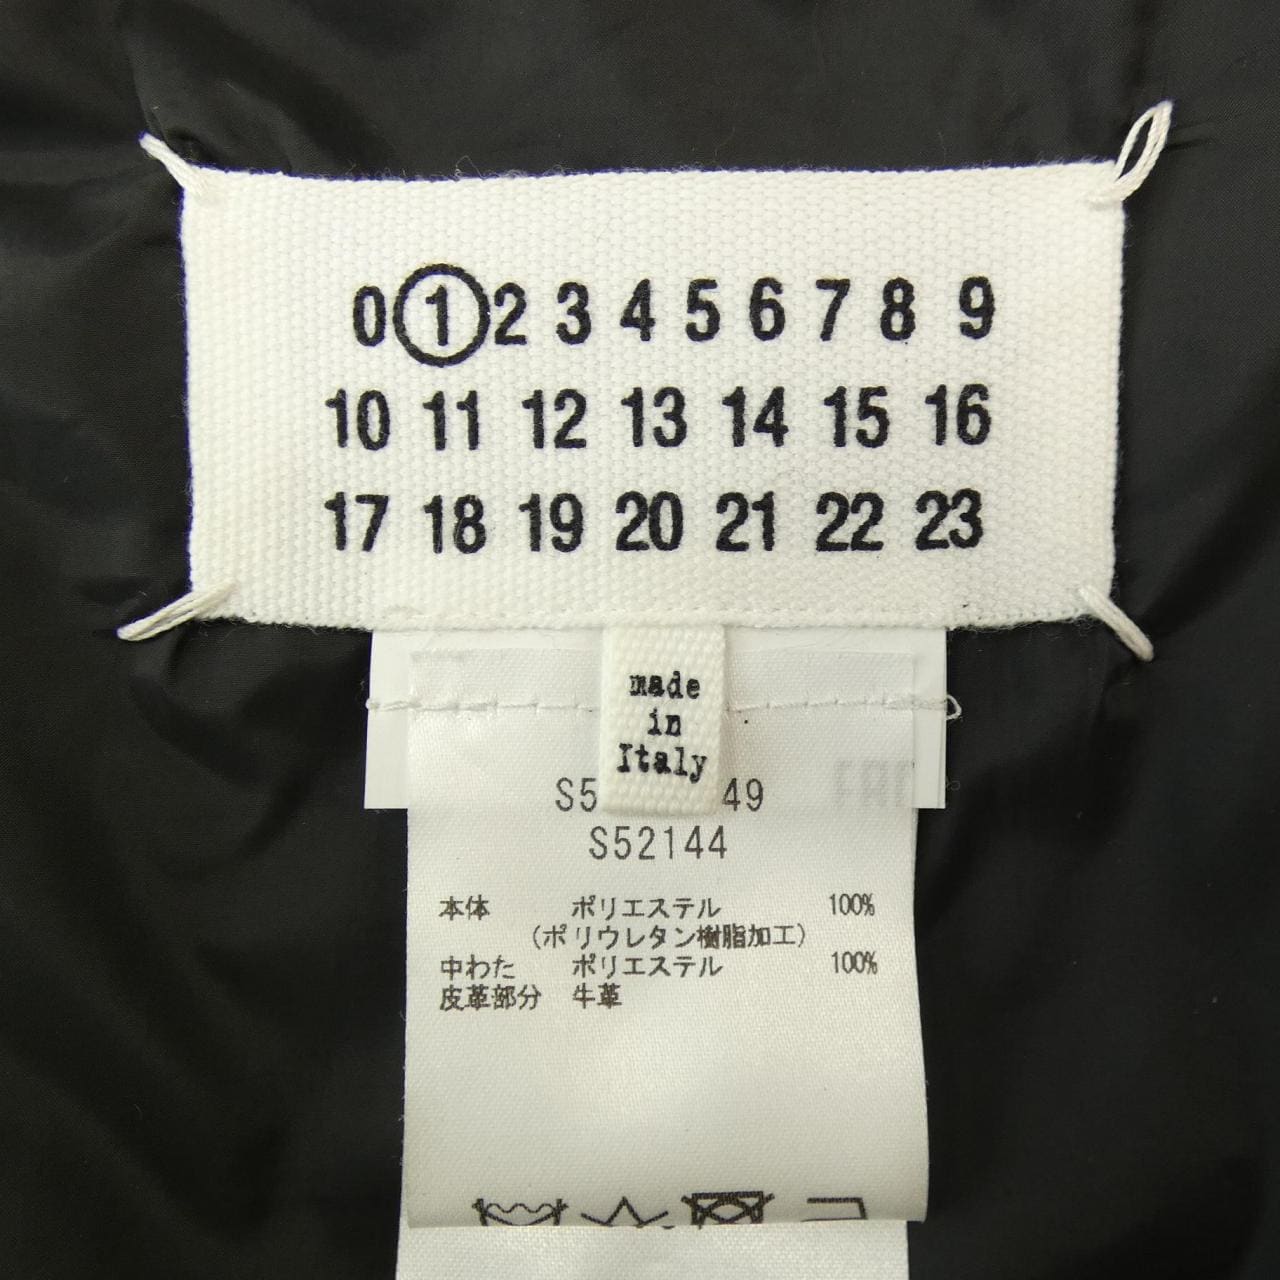 0 1 2 3 4 5 6 7 8 9
10 11 12 13 14 15 16
17 18 19 20 21 22 23
made
in
Italy
S52144
本体 ポリエステル 100%
(ポリウレタン樹脂加工)
中わた ポリエステル 100%
皮革部分 牛革